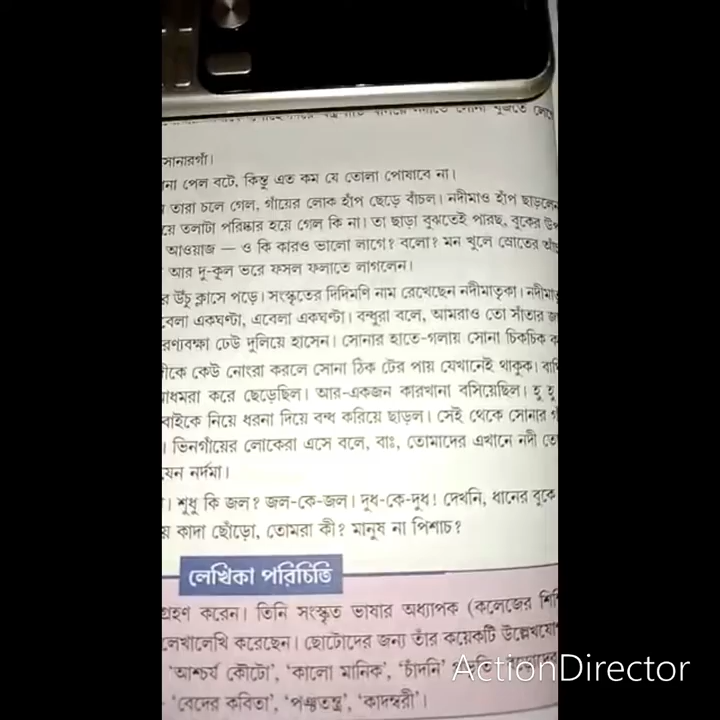 সানারগাঁ।
না পেল বটে, কিন্তু এত কম যে তোলা পোষাবে না।
তারা চলে গেল, গাঁয়ের লোক হাঁপ ছেড়ে বাঁচল। নদীমাও হাঁপ ছাড়লেন
য়ে তলাটা পরিষ্কার হয়ে গেল কি না। তা ছাড়া বুঝতেই পারছ, বুকের উপ
আওয়াজ — ও কি কারও ভালো লাগে? বলো? মন খুলে স্রোতের
আর দু-কূল ভরে ফসল ফলাতে লাগলেন।
র উঁচু ক্লাসে পড়ে। সংস্কৃতের দিদিমণি নাম রেখেছেন নদীমাতৃকা। নদীমা
বেলা একঘণ্টা, এবেলা একঘণ্টা। বন্ধুরা বলে, আমরাও তো সাঁতার
রণ্যবক্ষা ঢেউ দুলিয়ে হাসেন। সোনার হাতে-গলায় সোনা চিকচিক ক
ীকে কেউ নোংরা করলে সোনা ঠিক টের পায় যেখানেই থাকুক।
াধমরা করে ছেড়েছিল। আর-একজন কারখানা বসিয়েছিল। হু হু
বাইকে নিয়ে ধরনা দিয়ে বন্ধ করিয়ে ছাড়ল। সেই থেকে সোনার গ
। ভিনগাঁয়ের লোকেরা এসে বলে, বাঃ, তোমাদের এখানে নদী তো
যেন নর্দমা।
। শুধু কি জল? জল-কে-জল। দুধ-কে-দুধ! দেখনি, ধানের বুকে
য় কাদা ছোঁড়ো, তোমরা কী? মানুষ না পিশাচ?
লেখিকা পরিচিতি
গ্রহণ করেন। তিনি সংস্কৃত ভাষার অধ্যাপক (কলেজের শি
লেখালেখি করেছেন। ছোটোদের জন্য তাঁর কয়েকটি উল্লেখযো
'আশ্চর্য কৌটো', 'কালো মানিক', 'চাঁদনি'
'বেদের কবিতা', 'পঞ্চতন্ত্র', 'কাদম্বরী'।
ActionDirector